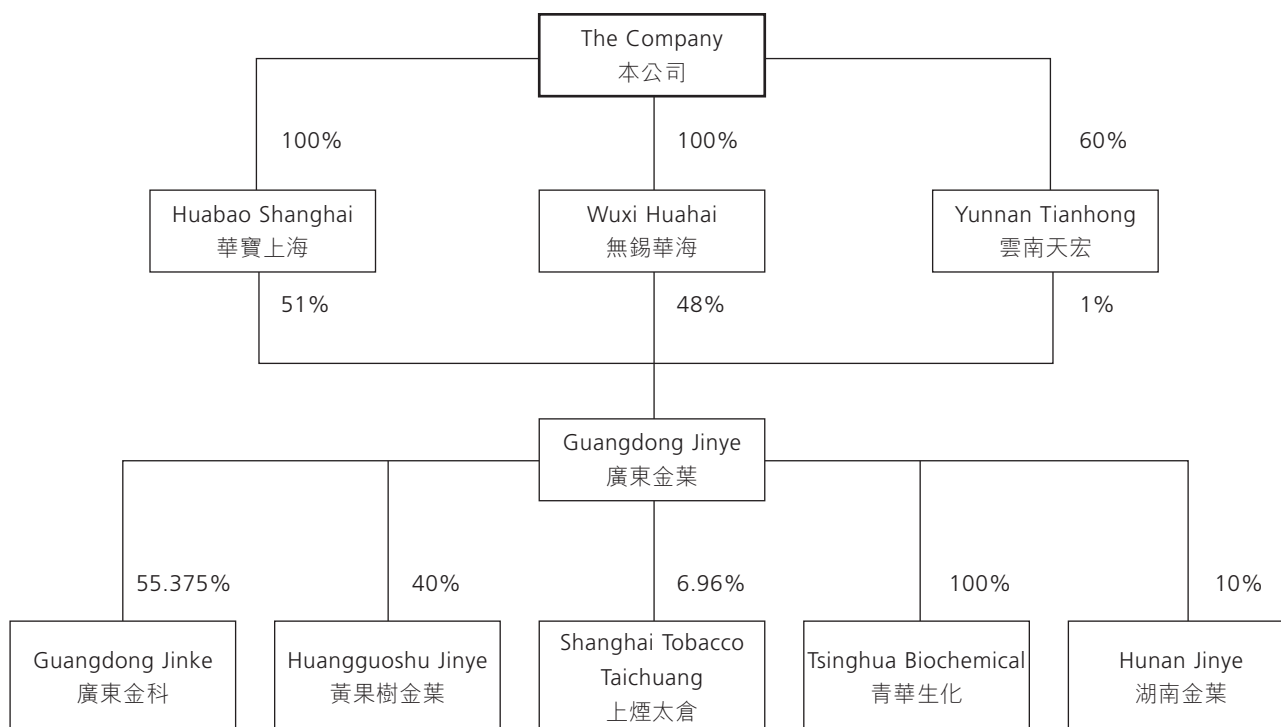 The Company
本公司
100%
100%
60%
Huabao Shanghai
華寶上海
Wuxi Huahai
無錫華海
Yunnan Tianhong
雲南天宏
51%
48%
1%
Guangdong Jinye
廣東金葉
55.375%
40%
6.96%
100%
10%
Guangdong Jinke
廣東金科
Huangguoshu Jinye
黃果樹金葉
Shanghai Tobacco
Taichuang
上煙太倉
Tsinghua Biochemical
青華生化
Hunan Jinye
湖南金葉